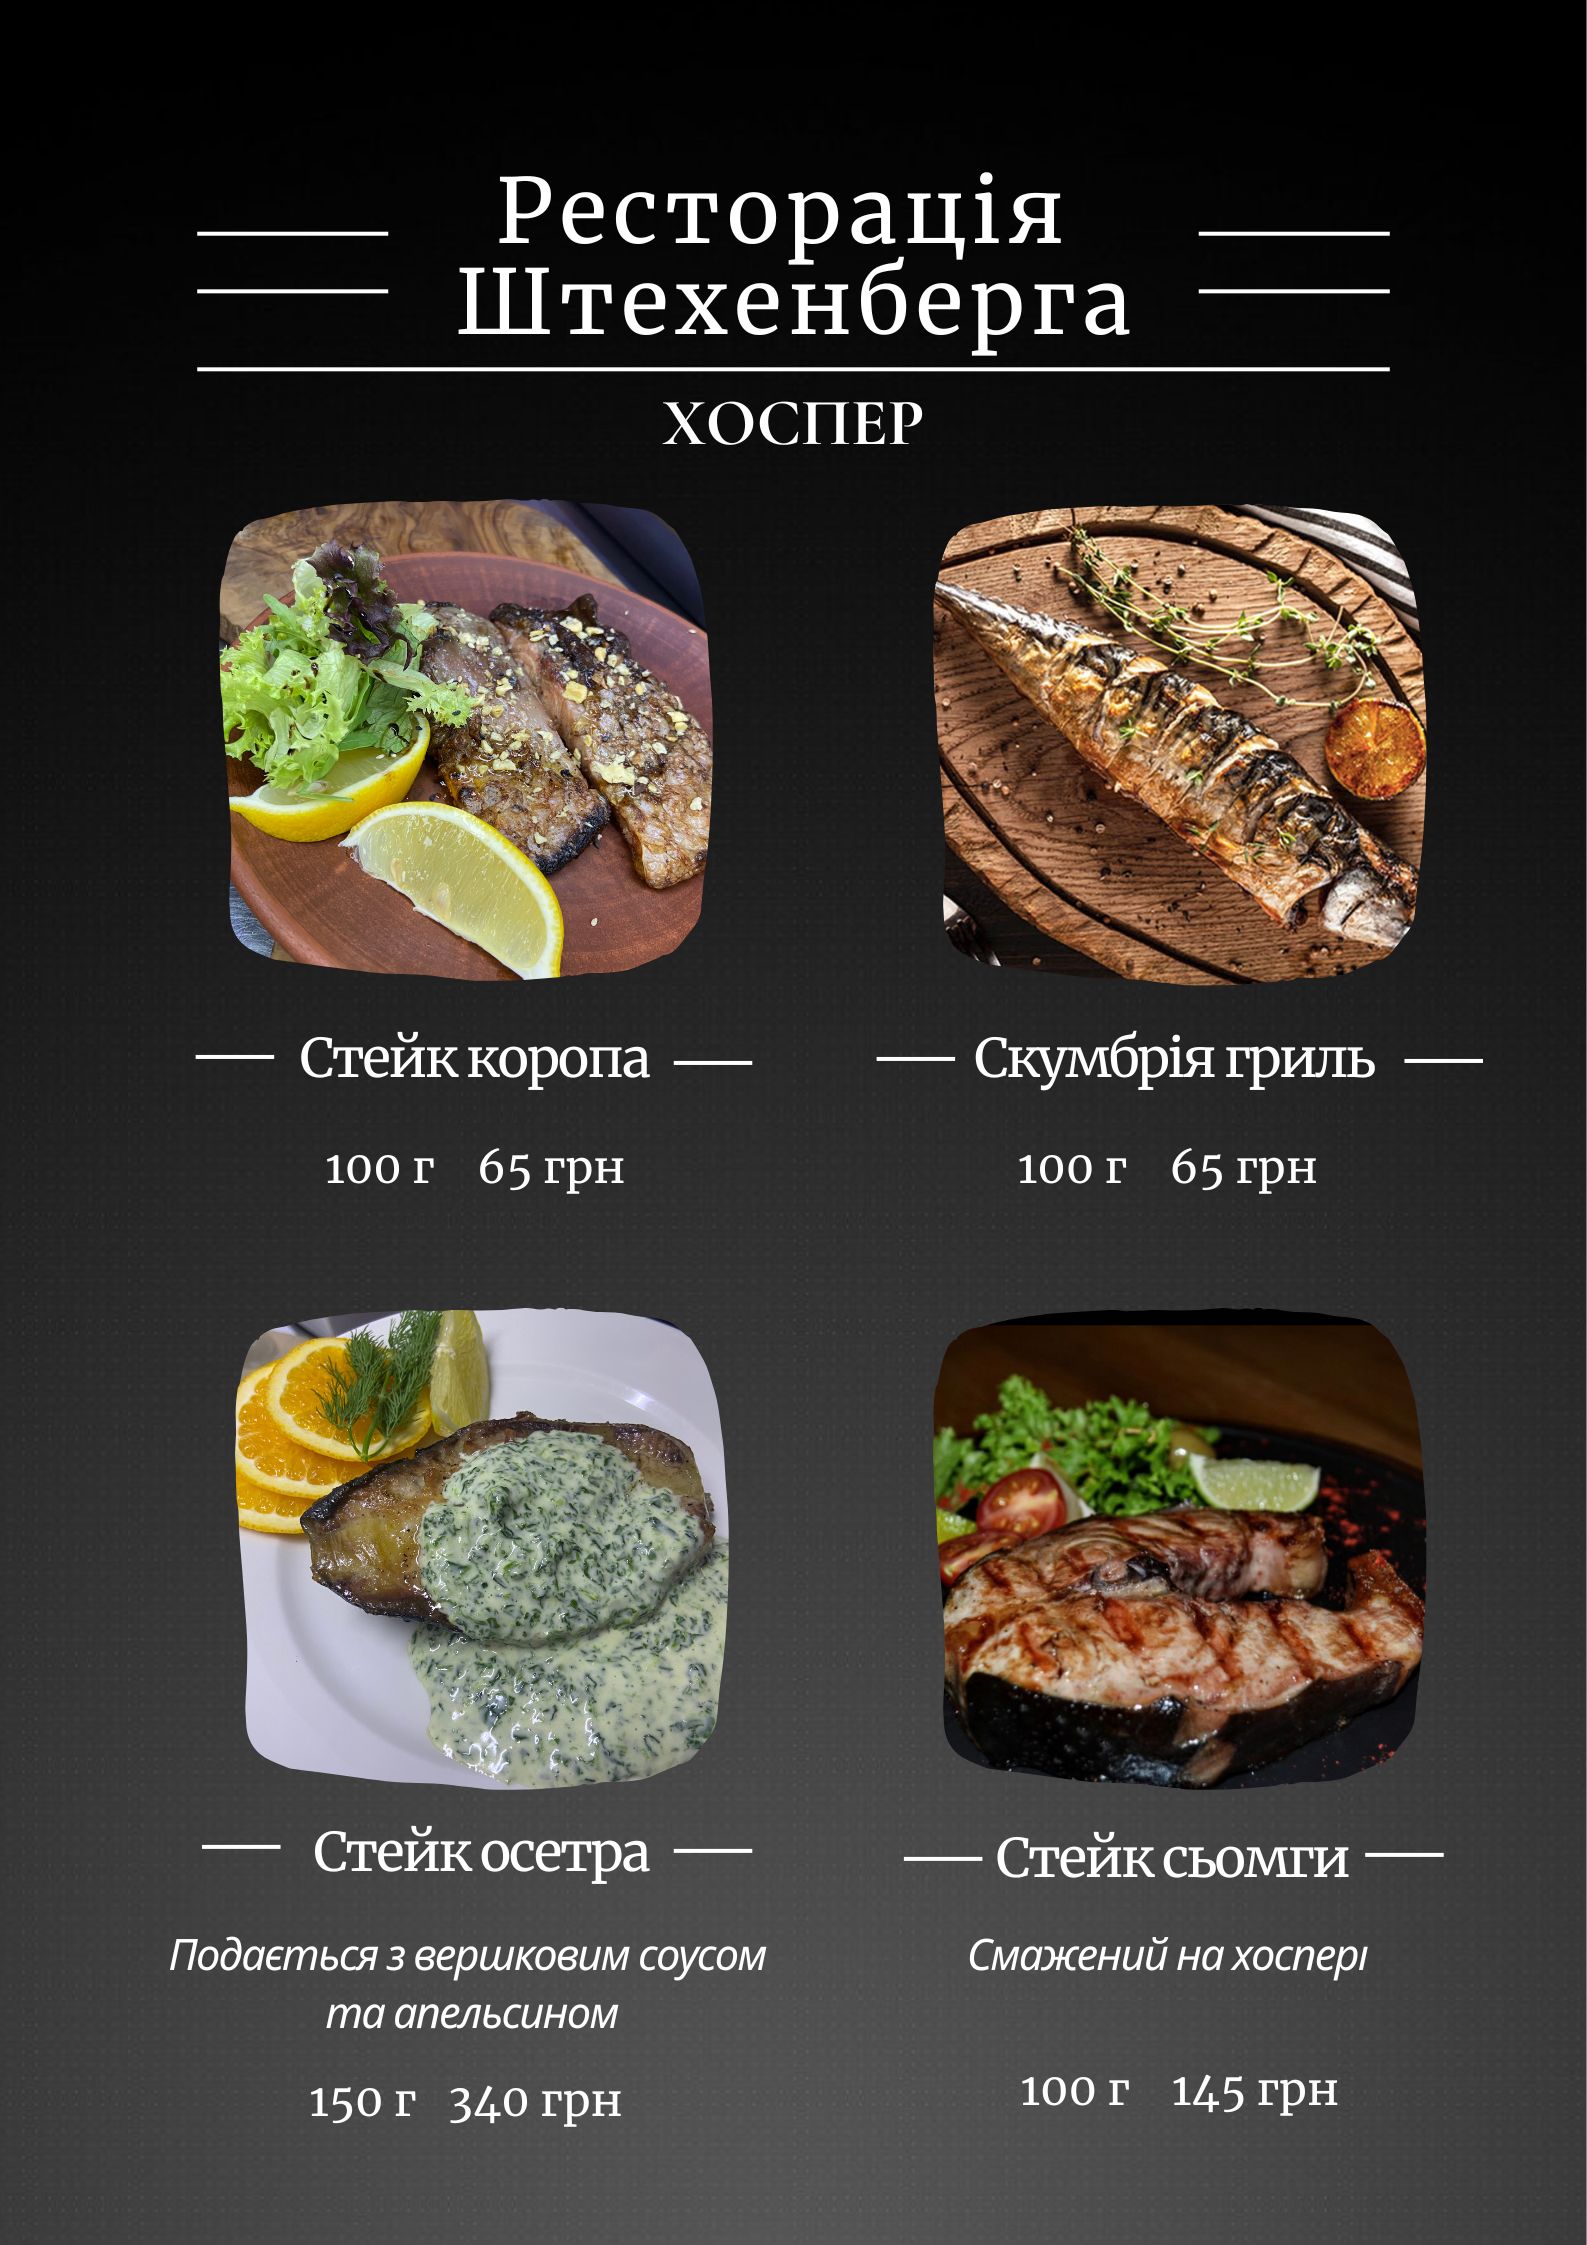 Ресторація
Штехенберга
ХОСПЕР
Стейк коропа
Скумбрія гриль
100 г 65 грн
100 г 65 грн
Стейк осетра
Стейк сьомги
Подається з вершковим соусом
та апельсином
Смажений на хоспері
150 г 340 грн
100 г 145 грн